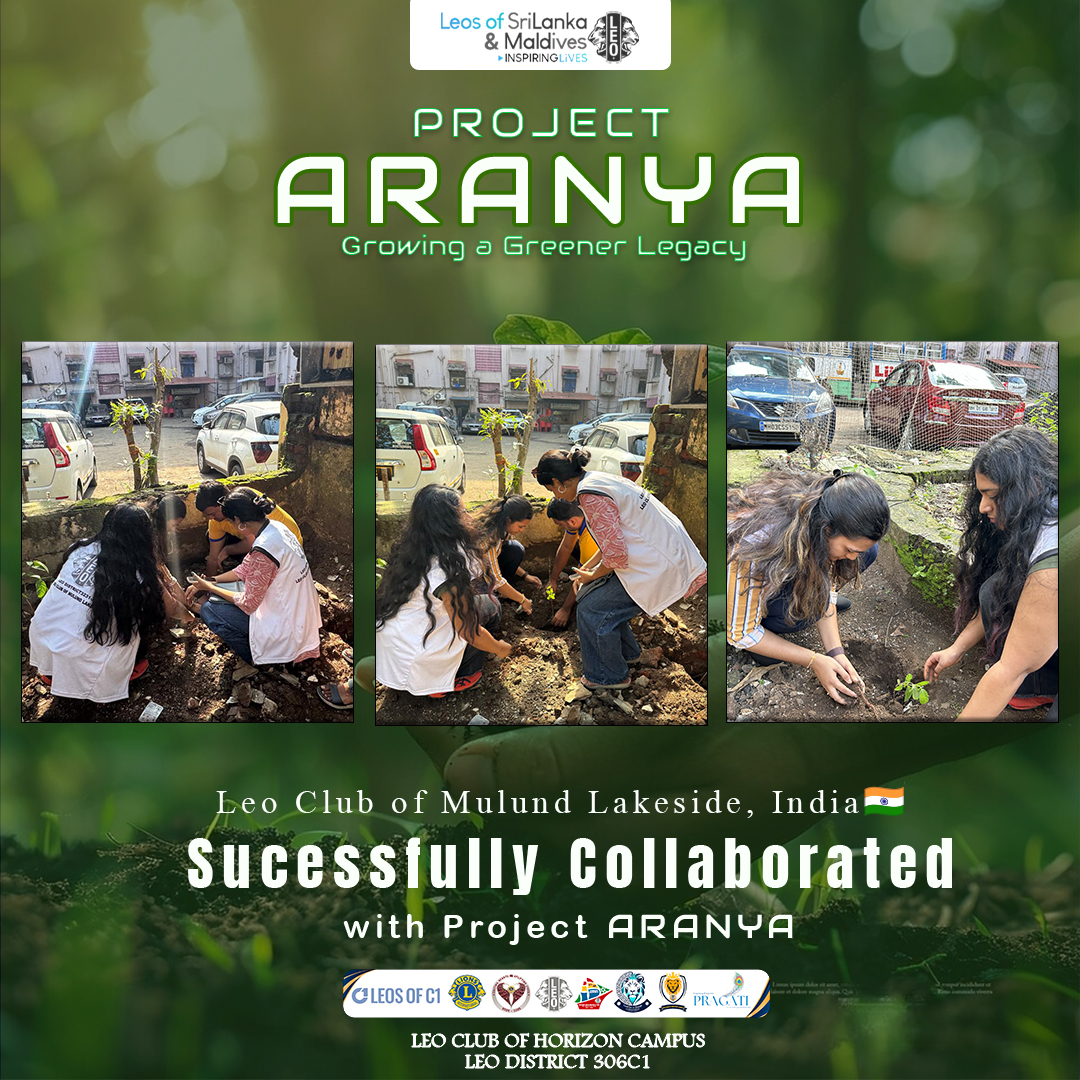 Leos of SriLanka
& Maldives
INSPIRING LIVES
LEO
PROJECT
ARANYA
Growing a Greener Legacy
Leo Club of Mulund Lakeside, India
Sucessfully Collaborated
with Project ARANYA
LEOS OF C1
PRAGATI
LEO CLUB OF HORIZON CAMPUS
LEO DISTRICT 306C1